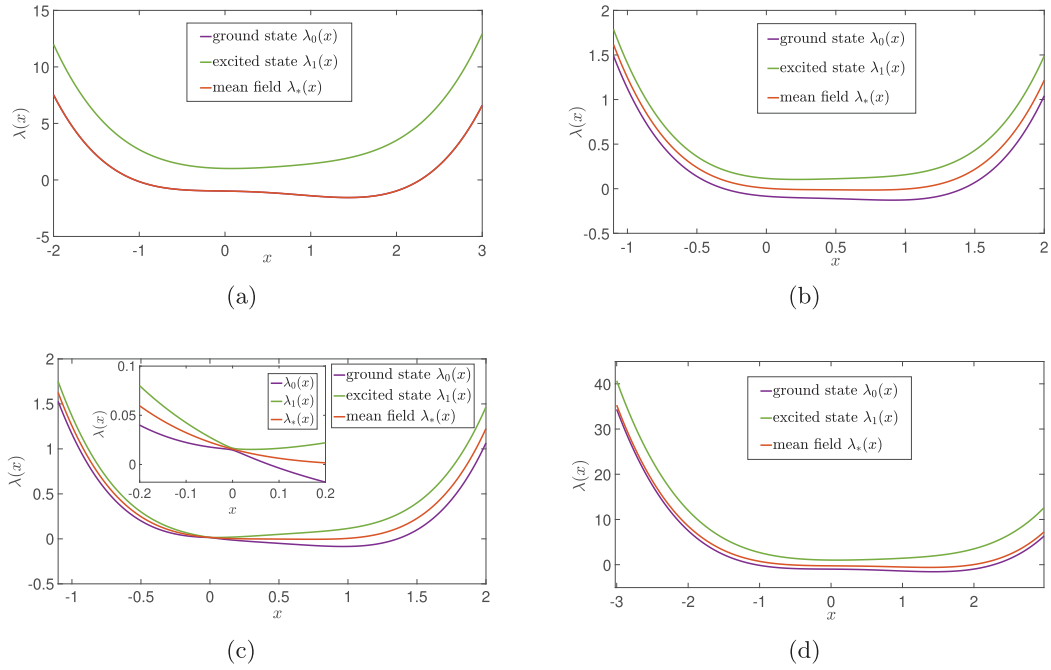 15
10
5
0
-5
λ(x)
ground state λ₀(x)
excited state λ₁(x)
mean field λ*(x)
-2 -1 0 1 2 3
x
(a)
2
1.5
1
0.5
0
-0.5
λ(x)
ground state λ₀(x)
excited state λ₁(x)
mean field λ*(x)
-1 -0.5 0 0.5 1 1.5 2
x
(b)
2
1.5
1
0.5
0
-0.5
λ(x)
0.1
0.05
0
λ(x)
λ₀(x)
λ₁(x)
λ*(x)
-0.2 -0.1 0 0.1 0.2
x
ground state λ₀(x)
excited state λ₁(x)
mean field λ*(x)
-1 -0.5 0 0.5 1 1.5 2
x
(c)
40
30
20
10
0
λ(x)
ground state λ₀(x)
excited state λ₁(x)
mean field λ*(x)
-3 -2 -1 0 1 2
x
(d)